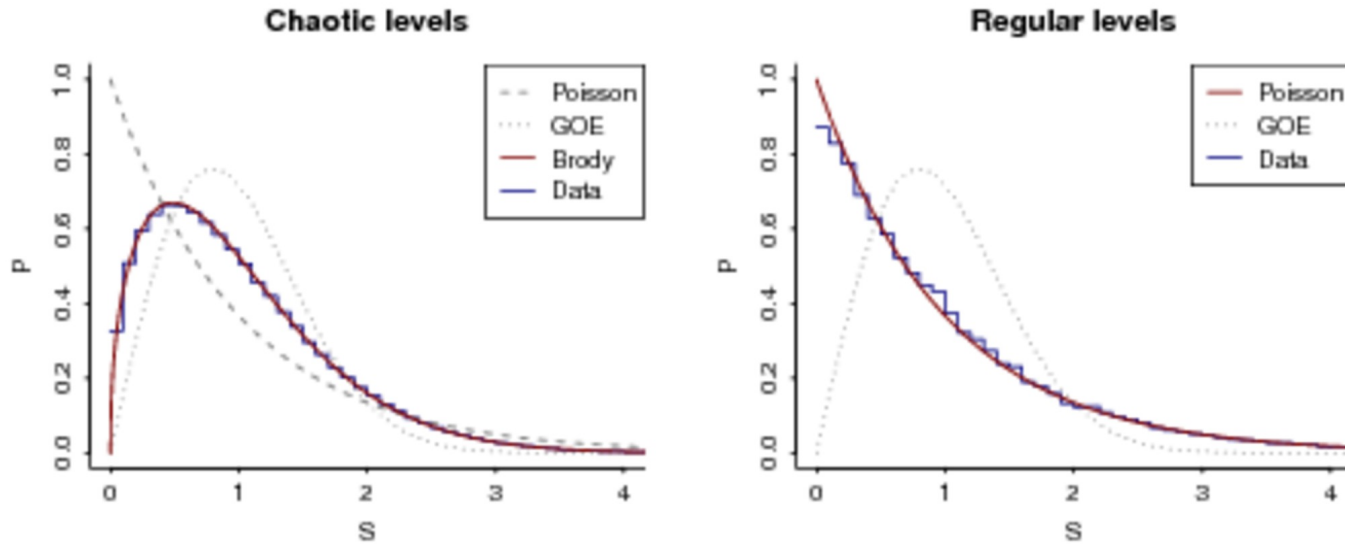 Chaotic levels
Poisson
GOE
Brody
Data
P
1.0
0.8
0.6
0.4
0.2
0.0
0 1 2 3 4
S
Regular levels
Poisson
GOE
Data
P
1.0
0.8
0.6
0.4
0.2
0.0
0 1 2 3 4
S